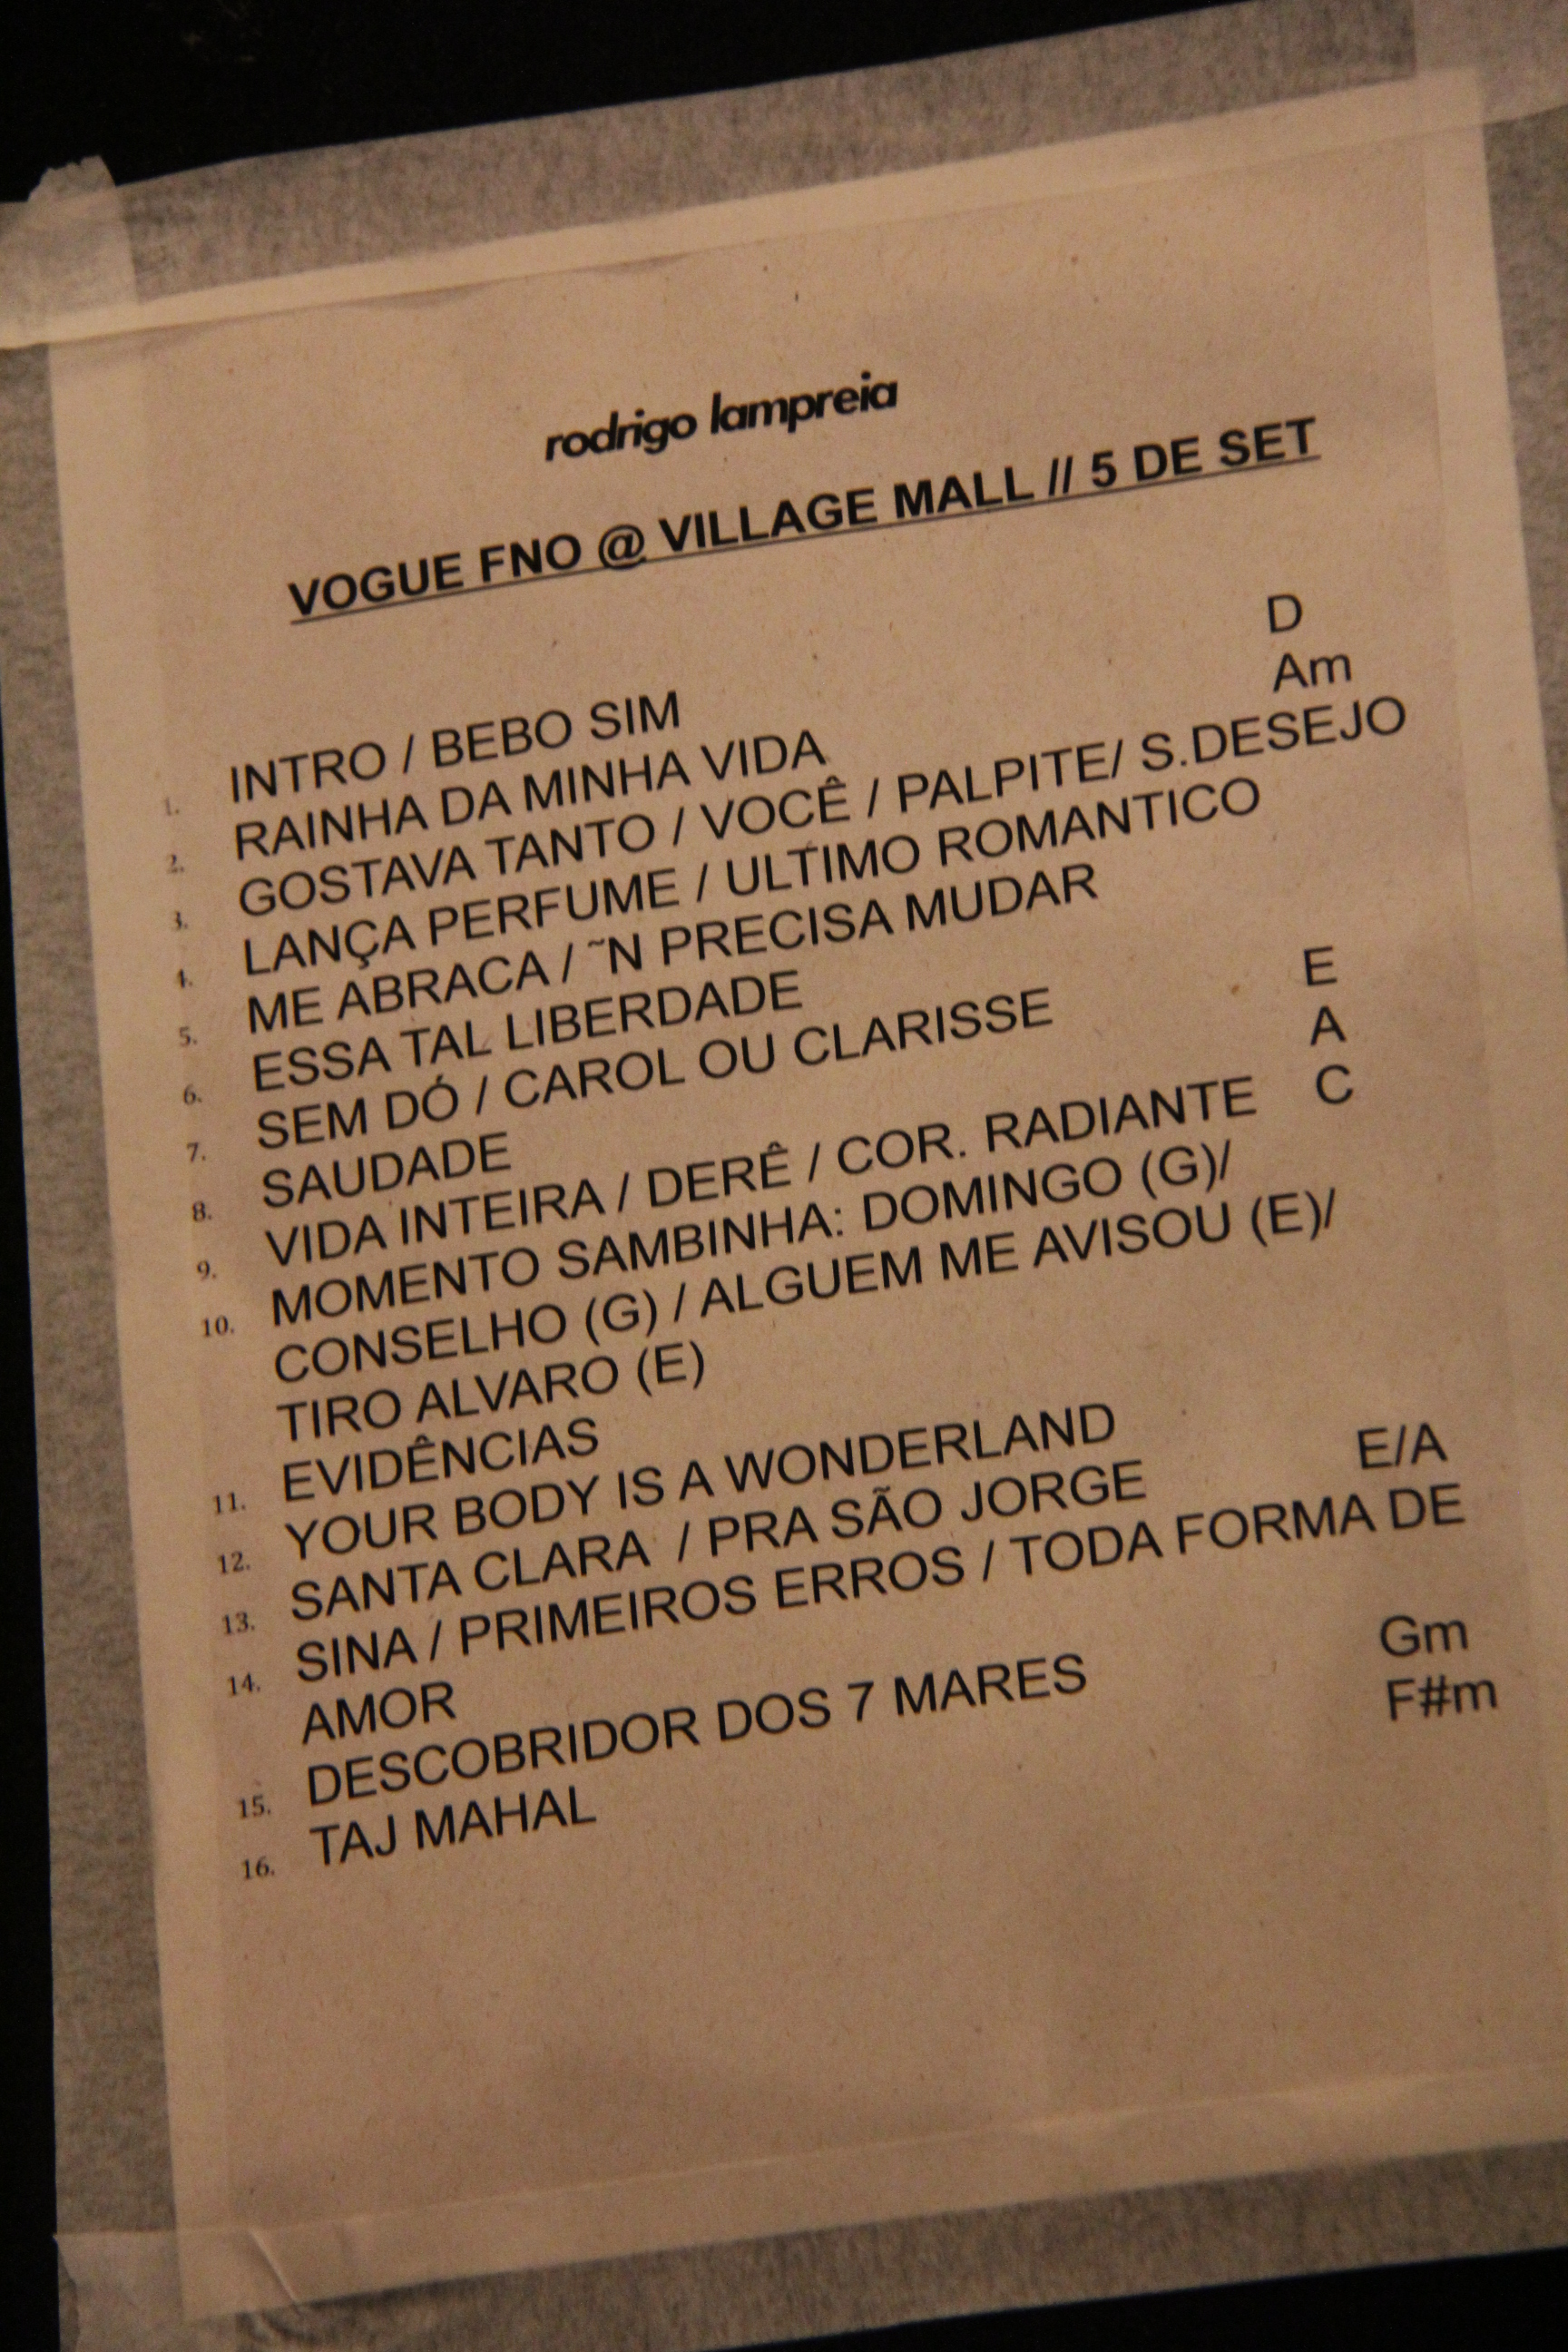 rodrigo lampreia
VOGUE FNO @ VILLAGE MALL // 5 DE SET
1. INTRO / BEBO SIM D
2. RAINHA DA MINHA VIDA Am
3. GOSTAVA TANTO / VOCÊ / PALPITE/ S.DESEJO
4. LANÇA PERFUME / ULTIMO ROMANTICO
5. ME ABRACA / ˜N PRECISA MUDAR
6. ESSA TAL LIBERDADE
7. SEM DÓ / CAROL OU CLARISSE E
8. SAUDADE A
9. VIDA INTEIRA / DERÊ / COR. RADIANTE C
10. MOMENTO SAMBINHA: DOMINGO (G)/
CONSELHO (G) / ALGUEM ME AVISOU (E)/
TIRO ALVARO (E)
11. EVIDÊNCIAS
12. YOUR BODY IS A WONDERLAND
13. SANTA CLARA / PRA SÃO JORGE E/A
14. SINA / PRIMEIROS ERROS / TODA FORMA DE
AMOR
15. DESCOBRIDOR DOS 7 MARES Gm
16. TAJ MAHAL F#m